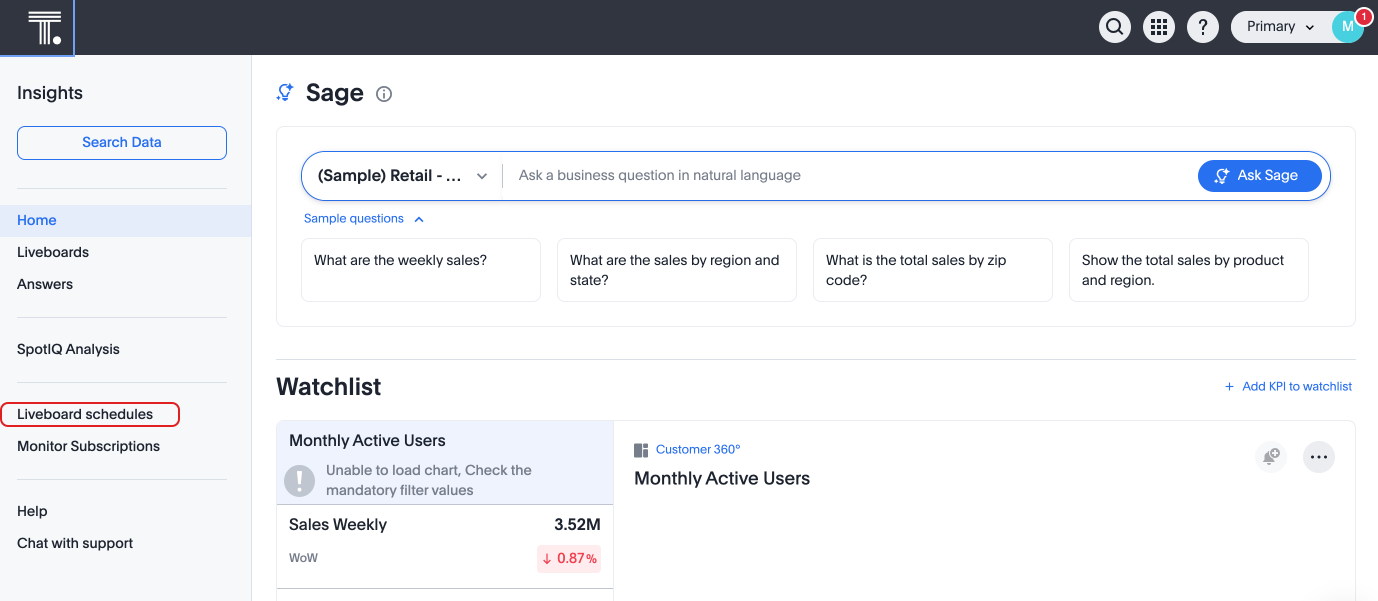 T.
?
Primary
M
1
Insights
Search Data
Home
Liveboards
Answers
SpotIQ Analysis
Liveboard schedules
Monitor Subscriptions
Help
Chat with support
Sage
(Sample) Retail - ...
Ask a business question in natural language
Ask Sage
Sample questions
What are the weekly sales?
What are the sales by region and
state?
What is the total sales by zip
code?
Show the total sales by product
and region.
Watchlist
+ Add KPI to watchlist
Monthly Active Users
Unable to load chart, Check the
mandatory filter values
Sales Weekly
3.52M
WoW
↓ 0.87%
Customer 360°
Monthly Active Users